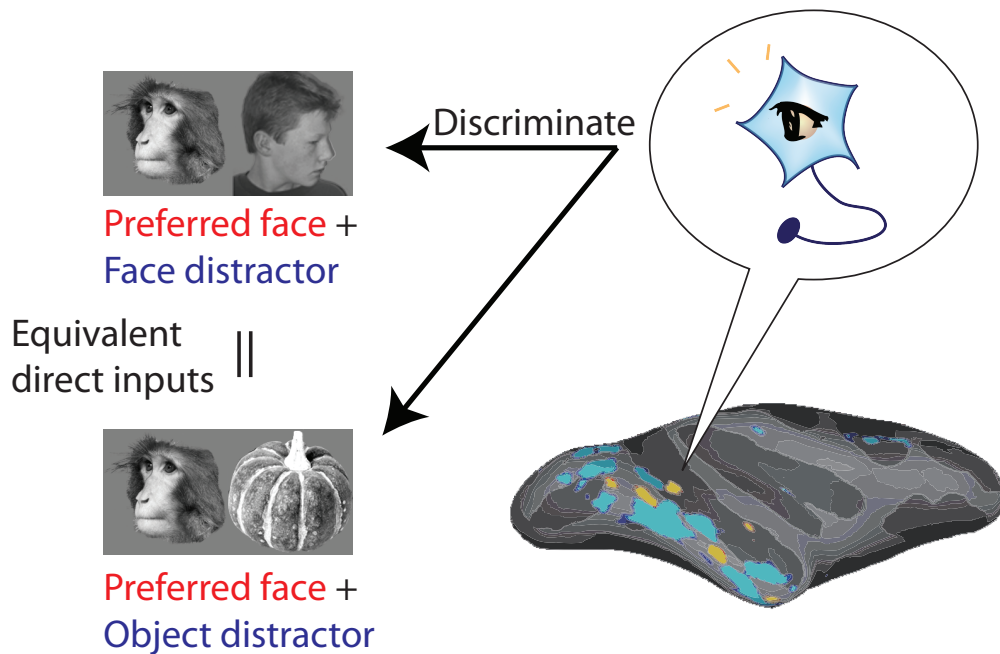 Discriminate
Preferred face +
Face distractor
Equivalent
direct inputs
Preferred face +
Object distractor